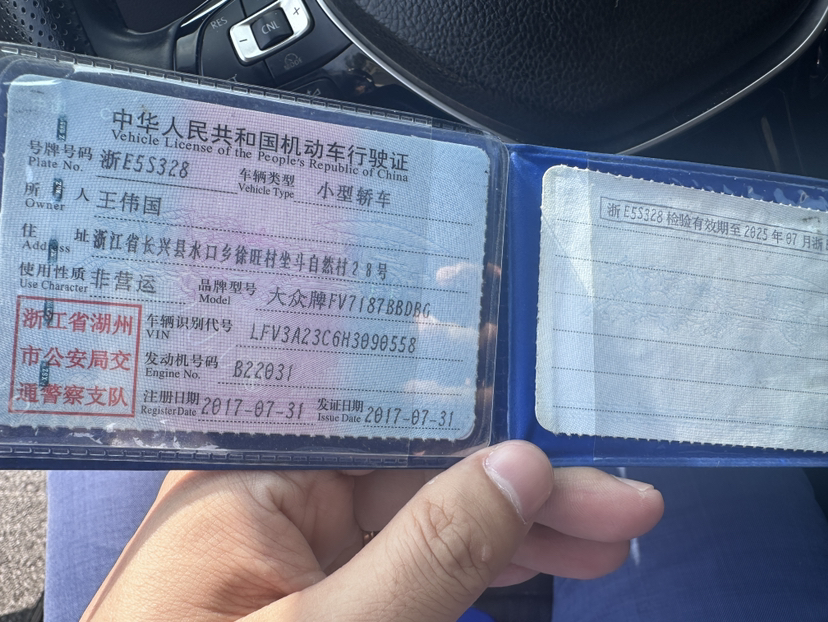 RES
CNL
中华人民共和国机动车行驶证
Vehicle License of the People's Republic of China
号牌号码 浙E5S328 车辆类型 小型轿车
Plate No. Vehicle Type
所有人 王伟国
Owner
住址 浙江省长兴县水口乡徐旺村坐斗自然村28号
Address
使用性质 非营运 品牌型号 大众牌FV7187BBDBG
Use Character Model
浙江省湖州
市公安局交
通警察支队
车辆识别代号 LFV3A23C6H3090558
VIN
发动机号码 B22031
Engine No.
注册日期 2017-07-31 发证日期 2017-07-31
Register Date Issue Date
浙E5S328 检验有效期至 2025年07月浙